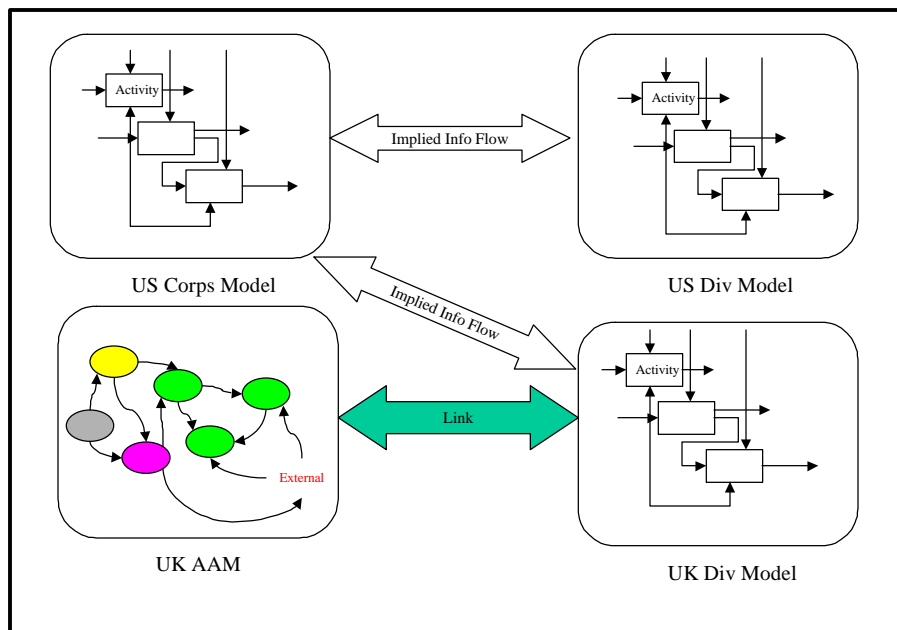 Activity
Implied Info Flow
Activity
US Corps Model
US Div Model
Implied Info Flow
Activity
Link
External
UK AAM
UK Div Model